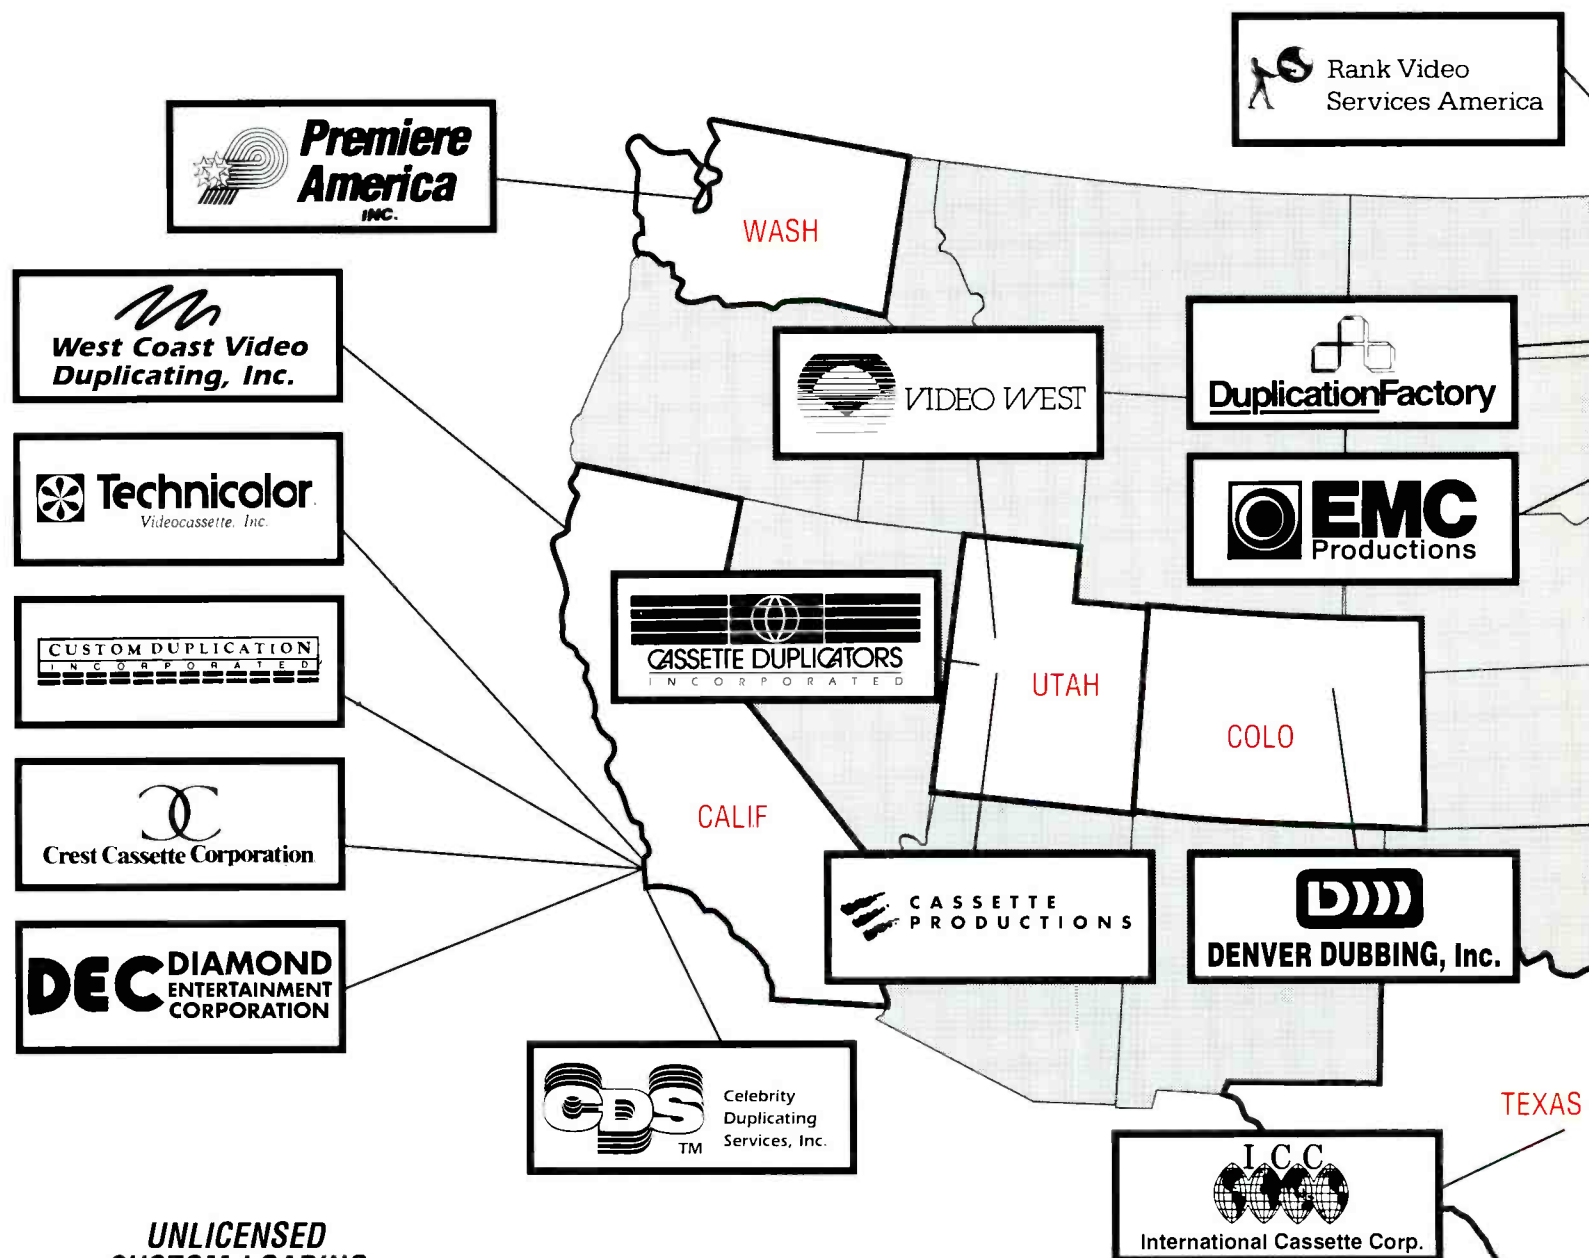 Rank Video
Services America
Premiere
America
INC.
WASH
West Coast Video
Duplicating, Inc.
VIDEO WEST
DuplicationFactory
Technicolor
Videocassette, Inc.
EMC
Productions
CUSTOM DUPLICATION
INCORPORATED
CASSETTE DUPLICATORS
INCORPORATED
UTAH
COLO
CALIF
Crest Cassette Corporation
CASSETTE
PRODUCTIONS
DENVER DUBBING, Inc.
DEC DIAMOND
ENTERTAINMENT
CORPORATION
CDS TM
Celebrity
Duplicating
Services, Inc.
TEXAS
ICC
International Cassette Corp.
UNLICENSED
CUSTOM LOADING